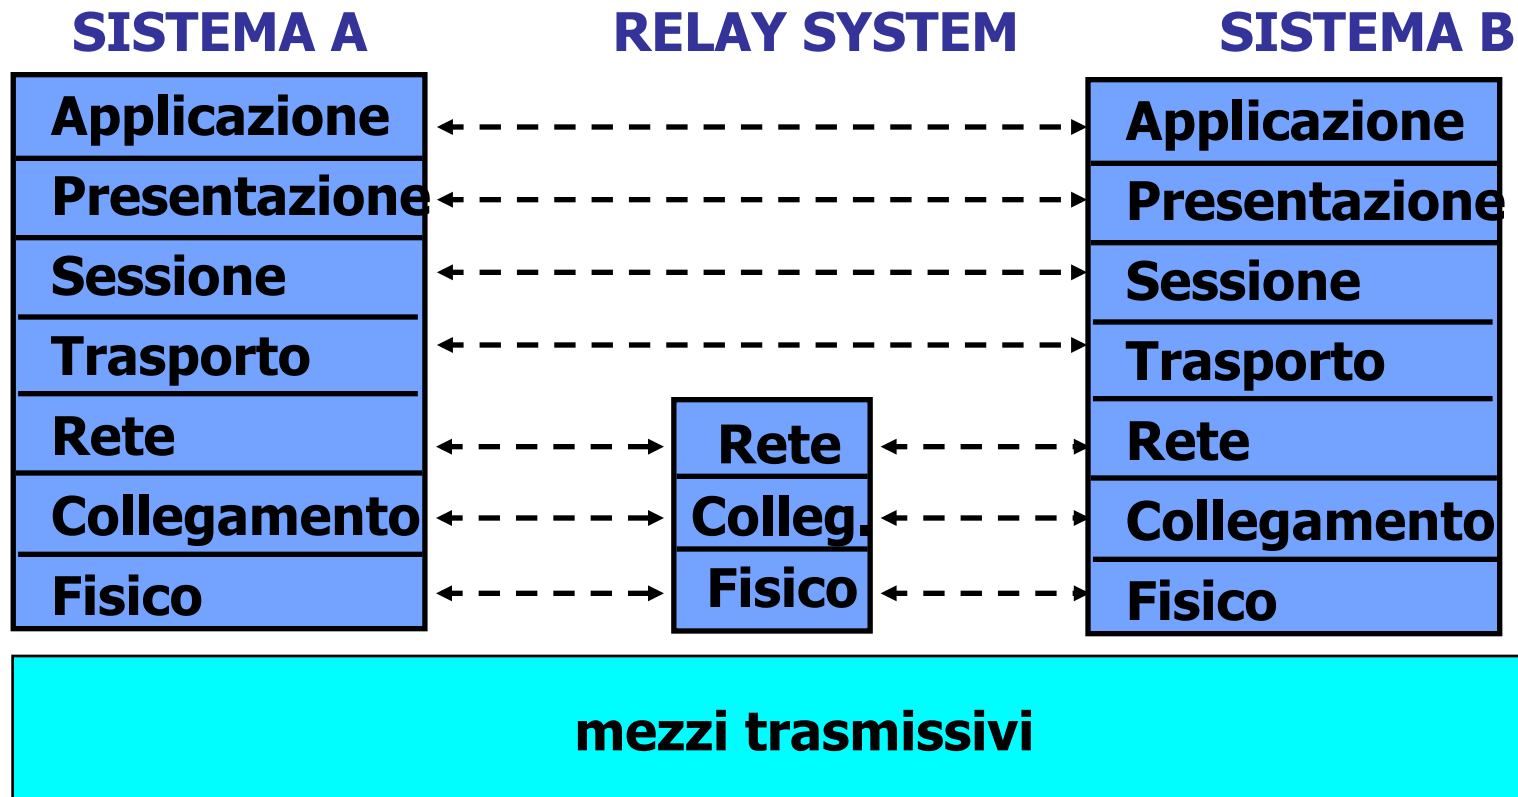 SISTEMA A
RELAY SYSTEM
SISTEMA B
Applicazione
Presentazione
Sessione
Trasporto
Rete
Collegamento
Fisico
Rete
Colleg.
Fisico
Applicazione
Presentazione
Sessione
Trasporto
Rete
Collegamento
Fisico
mezzi trasmissivi